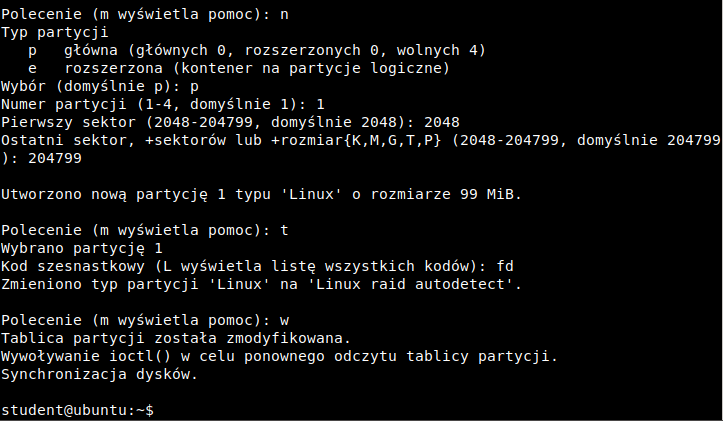 Polecenie (m wyświetla pomoc): n
Typ partycji
   p   główna (głównych 0, rozszerzonych 0, wolnych 4)
   e   rozszerzona (kontener na partycje logiczne)
Wybór (domyślnie p): p
Numer partycji (1-4, domyślnie 1): 1
Pierwszy sektor (2048-204799, domyślnie 2048): 2048
Ostatni sektor, +sektorów lub +rozmiar{K,M,G,T,P} (2048-204799, domyślnie 204799
): 204799

Utworzono nową partycję 1 typu 'Linux' o rozmiarze 99 MiB.

Polecenie (m wyświetla pomoc): t
Wybrano partycję 1
Kod szesnastkowy (L wyświetla listę wszystkich kodów): fd
Zmieniono typ partycji 'Linux' na 'Linux raid autodetect'.

Polecenie (m wyświetla pomoc): w
Tablica partycji została zmodyfikowana.
Wywoływanie ioctl() w celu ponownego odczytu tablicy partycji.
Synchronizacja dysków.

student@ubuntu:~$